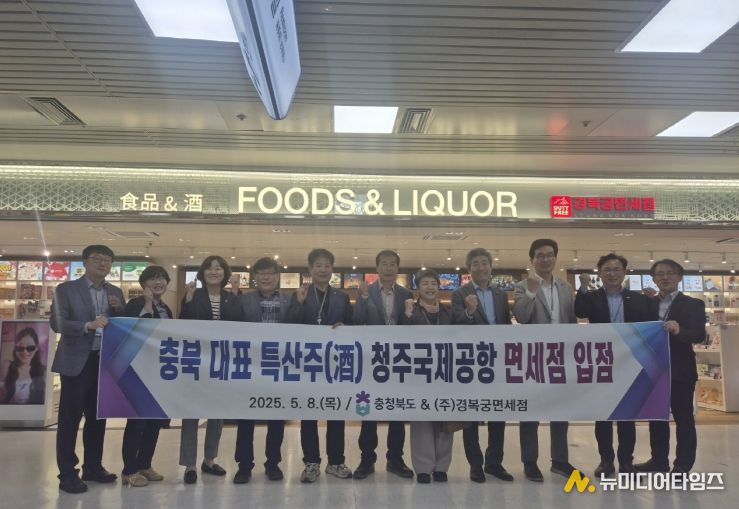 食品 & 酒
FOODS & LIQUOR
DUTY FREE
경복궁면세점
충북 대표 특산주(酒) 청주국제공항 면세점 입점
2025. 5. 8.(목) / 충청북도 & (주)경복궁면세점
뉴미디어타임즈